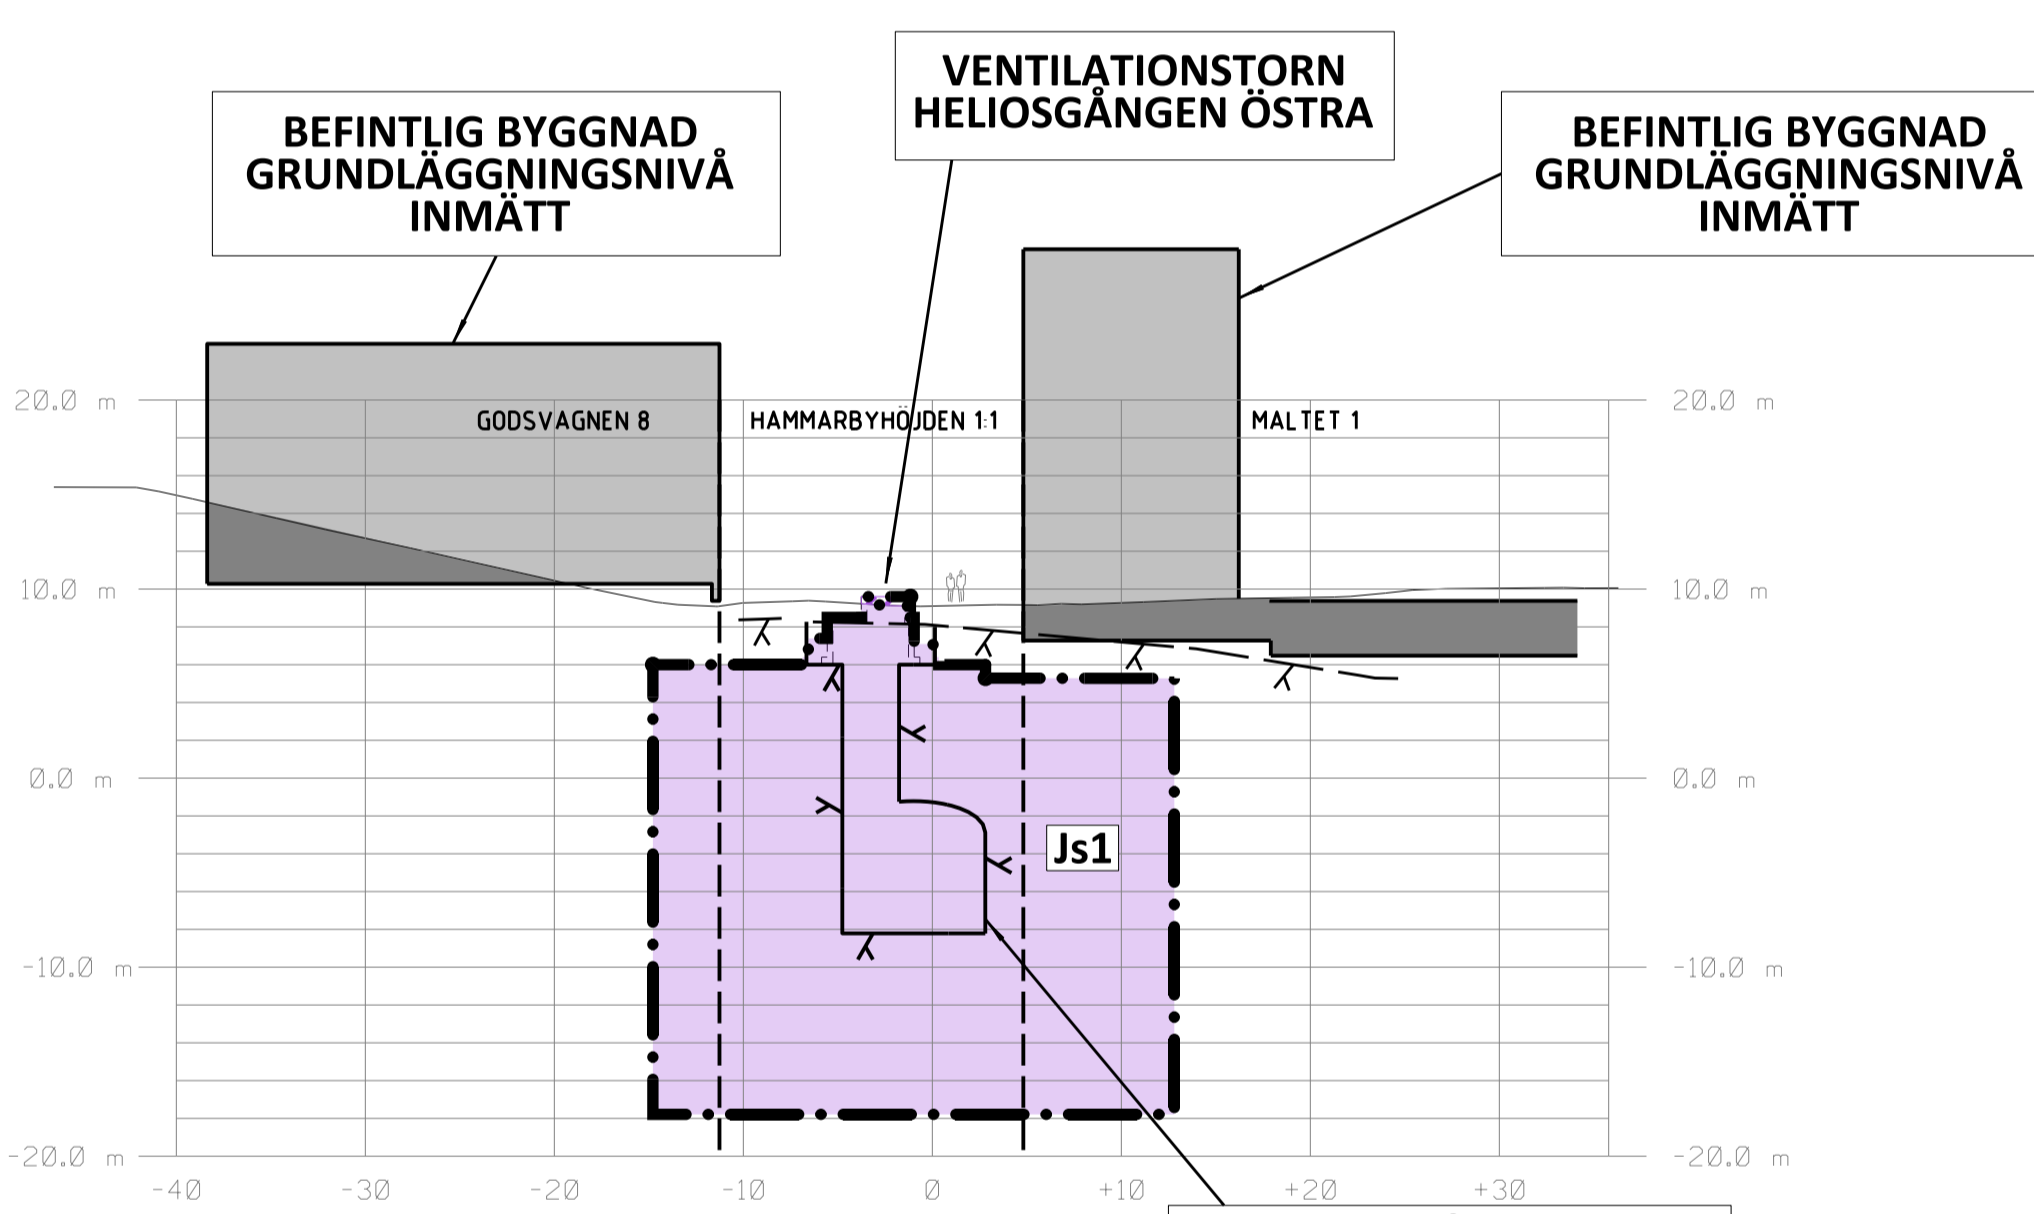 VENTILATIONSTORN
HELIOSGÅNGEN ÖSTRA
BEFINTLIG BYGGNAD
GRUNDLÄGGNINGSNIVÅ
INMÄTT
BEFINTLIG BYGGNAD
GRUNDLÄGGNINGSNIVÅ
INMÄTT
20.0 m
GODSVAGNEN 8
HAMMARBYHÖJDEN 1:1
MALTET 1
20.0 m
10.0 m
10.0 m
0.0 m
0.0 m
Js1
-10.0 m
-10.0 m
-20.0 m
-20.0 m
-40
-30
-20
-10
0
+10
+20
+30